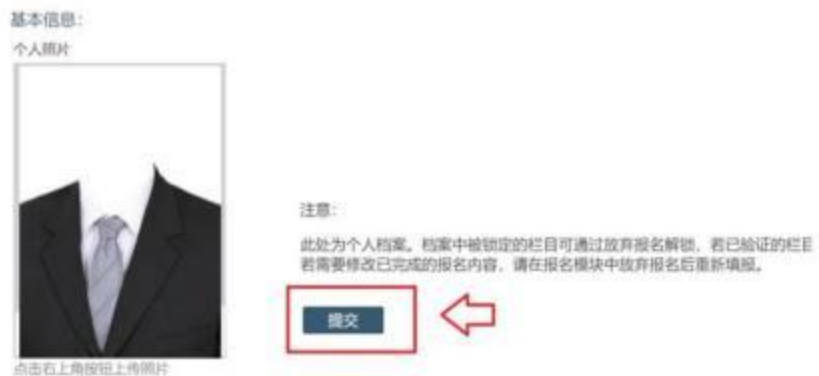 基本信息:
个人照片
注意:
此处为个人档案。档案中被锁定的栏目可通过放弃报名解锁，若已验证的栏目
若需要修改已完成的报名内容，请在报名模块中放弃报名后重新填报。
提交
点击右上角按钮上传照片